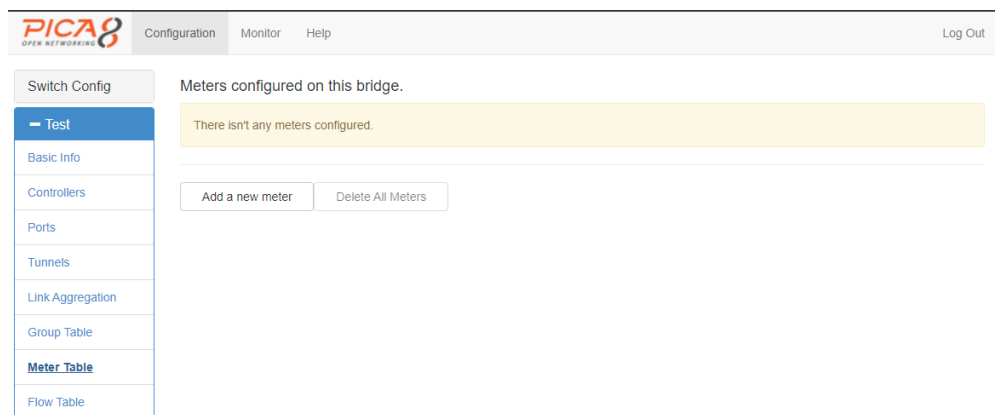 PICA8
OPEN NETWORKING
Configuration Monitor Help Log Out
Switch Config
Test
Basic Info
Controllers
Ports
Tunnels
Link Aggregation
Group Table
Meter Table
Flow Table
Meters configured on this bridge.
There isn't any meters configured.
Add a new meter Delete All Meters